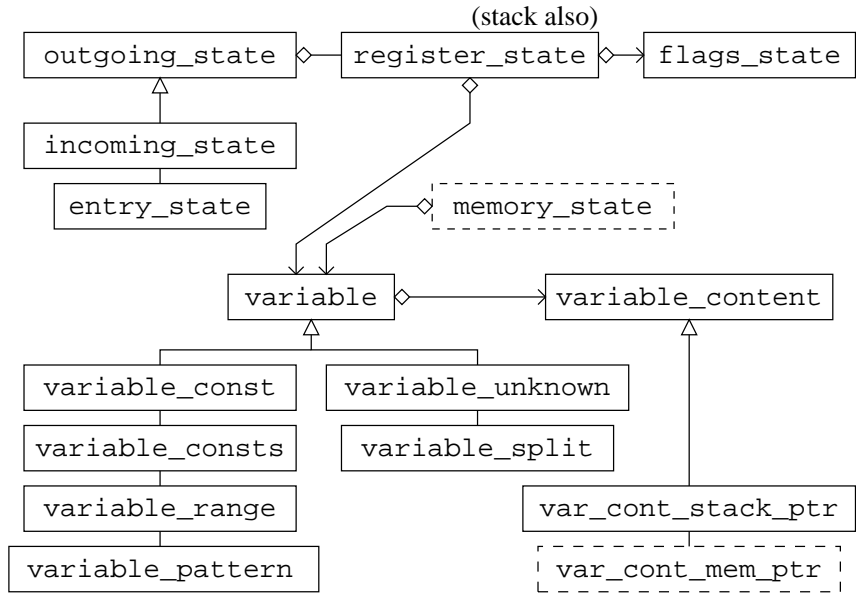 (stack also)
outgoing_state
register_state
flags_state
incoming_state
entry_state
memory_state
variable
variable_content
variable_const
variable_unknown
variable_consts
variable_split
variable_range
var_cont_stack_ptr
variable_pattern
var_cont_mem_ptr